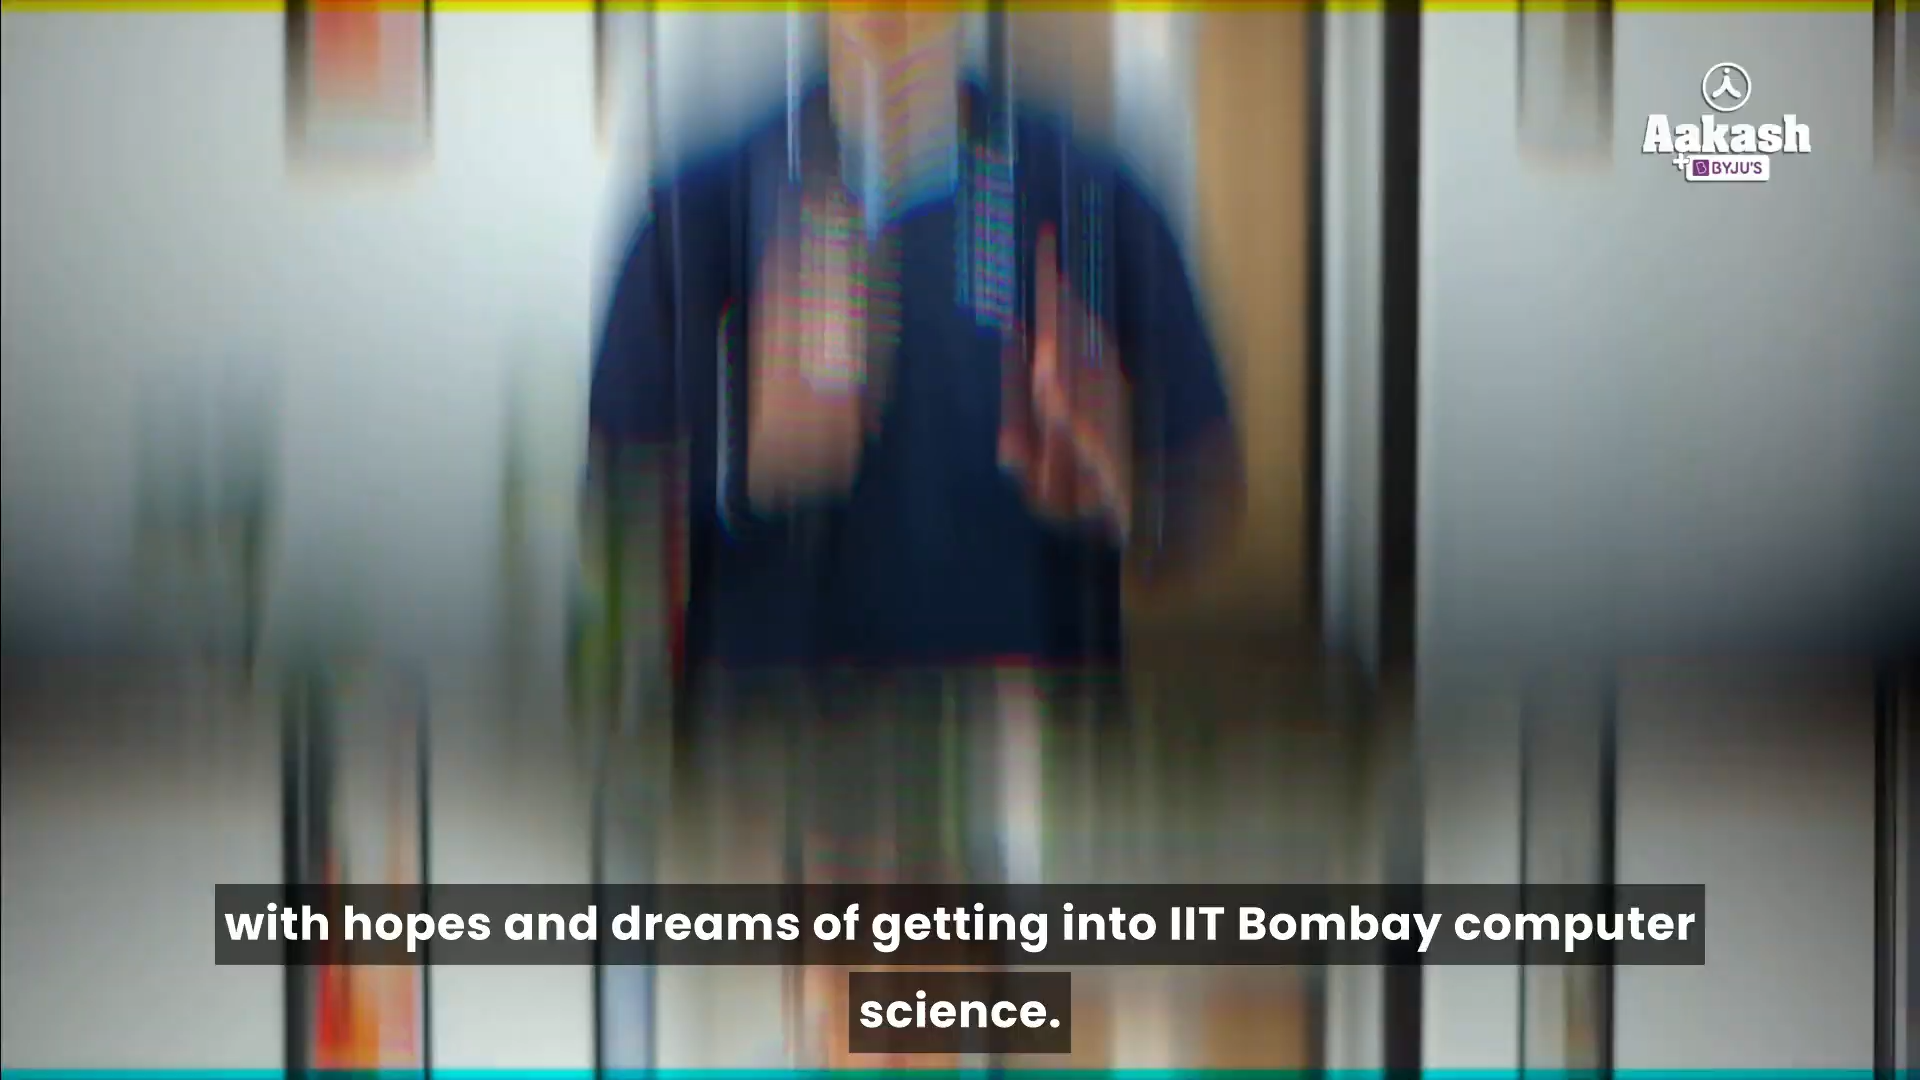 Aakash
+ BYJU'S
with hopes and dreams of getting into IIT Bombay computer
science.